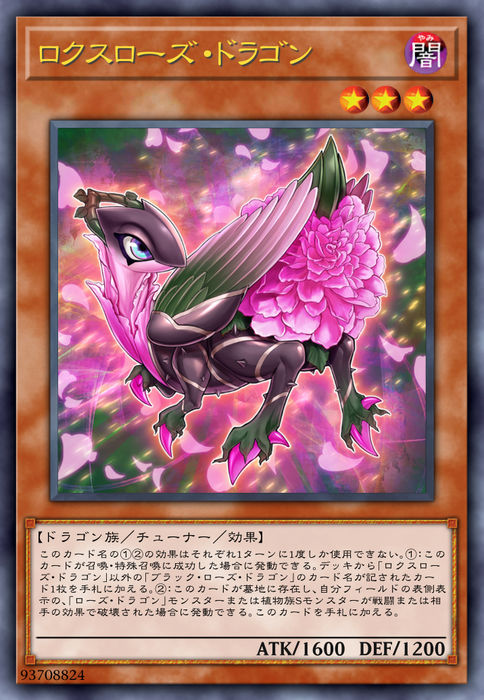 ロクスローズ・ドラゴン
やみ
闇
【ドラゴン族／チューナー／効果】
このカード名の①②の効果はそれぞれ1ターンに1度しか使用できない。①：この
カードが召喚・特殊召喚に成功した場合に発動できる。デッキから「ロクスロー
ズ・ドラゴン」以外の「ブラック・ローズ・ドラゴン」のカード名が記されたカー
ド1枚を手札に加える。②：このカードが墓地に存在し、自分フィールドの表側表
示の、「ローズ・ドラゴン」モンスターまたは植物族Sモンスターが戦闘または相手
の効果で破壊された場合に発動できる。このカードを手札に加える。
ATK/1600 DEF/1200
93708824